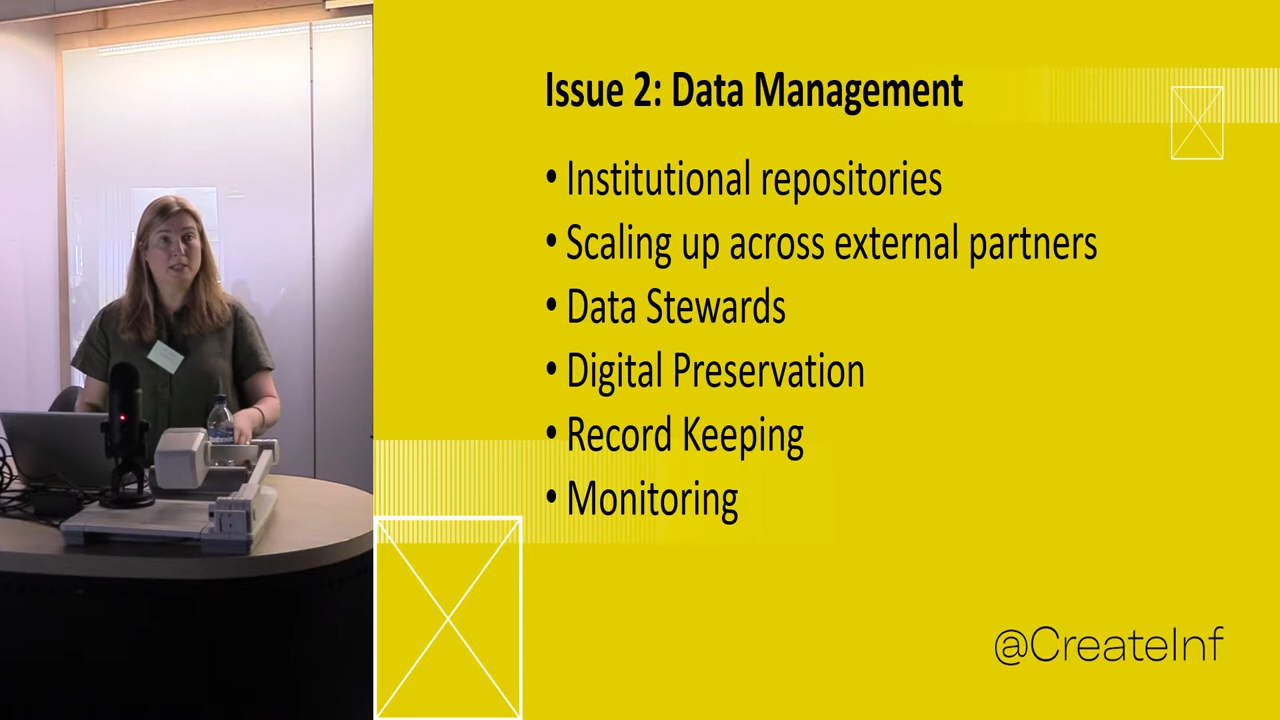 Issue 2: Data Management
• Institutional repositories
• Scaling up across external partners
• Data Stewards
• Digital Preservation
• Record Keeping
• Monitoring
@CreateInf